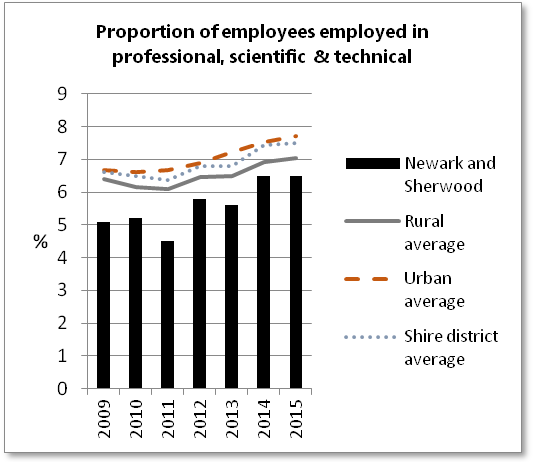 Proportion of employees employed in
professional, scientific & technical
9
8
7
6
5
4
3
2
1
0
%
2009
2010
2011
2012
2013
2014
2015
Newark and
Sherwood
Rural
average
Urban
average
Shire district
average